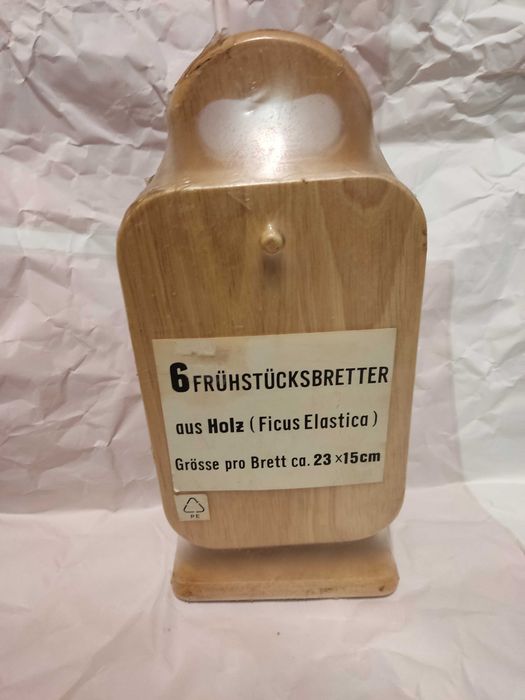 6 FRÜHSTÜCKSBRETTER
aus Holz (Ficus Elastica)
Grösse pro Brett ca. 23×15cm
PE